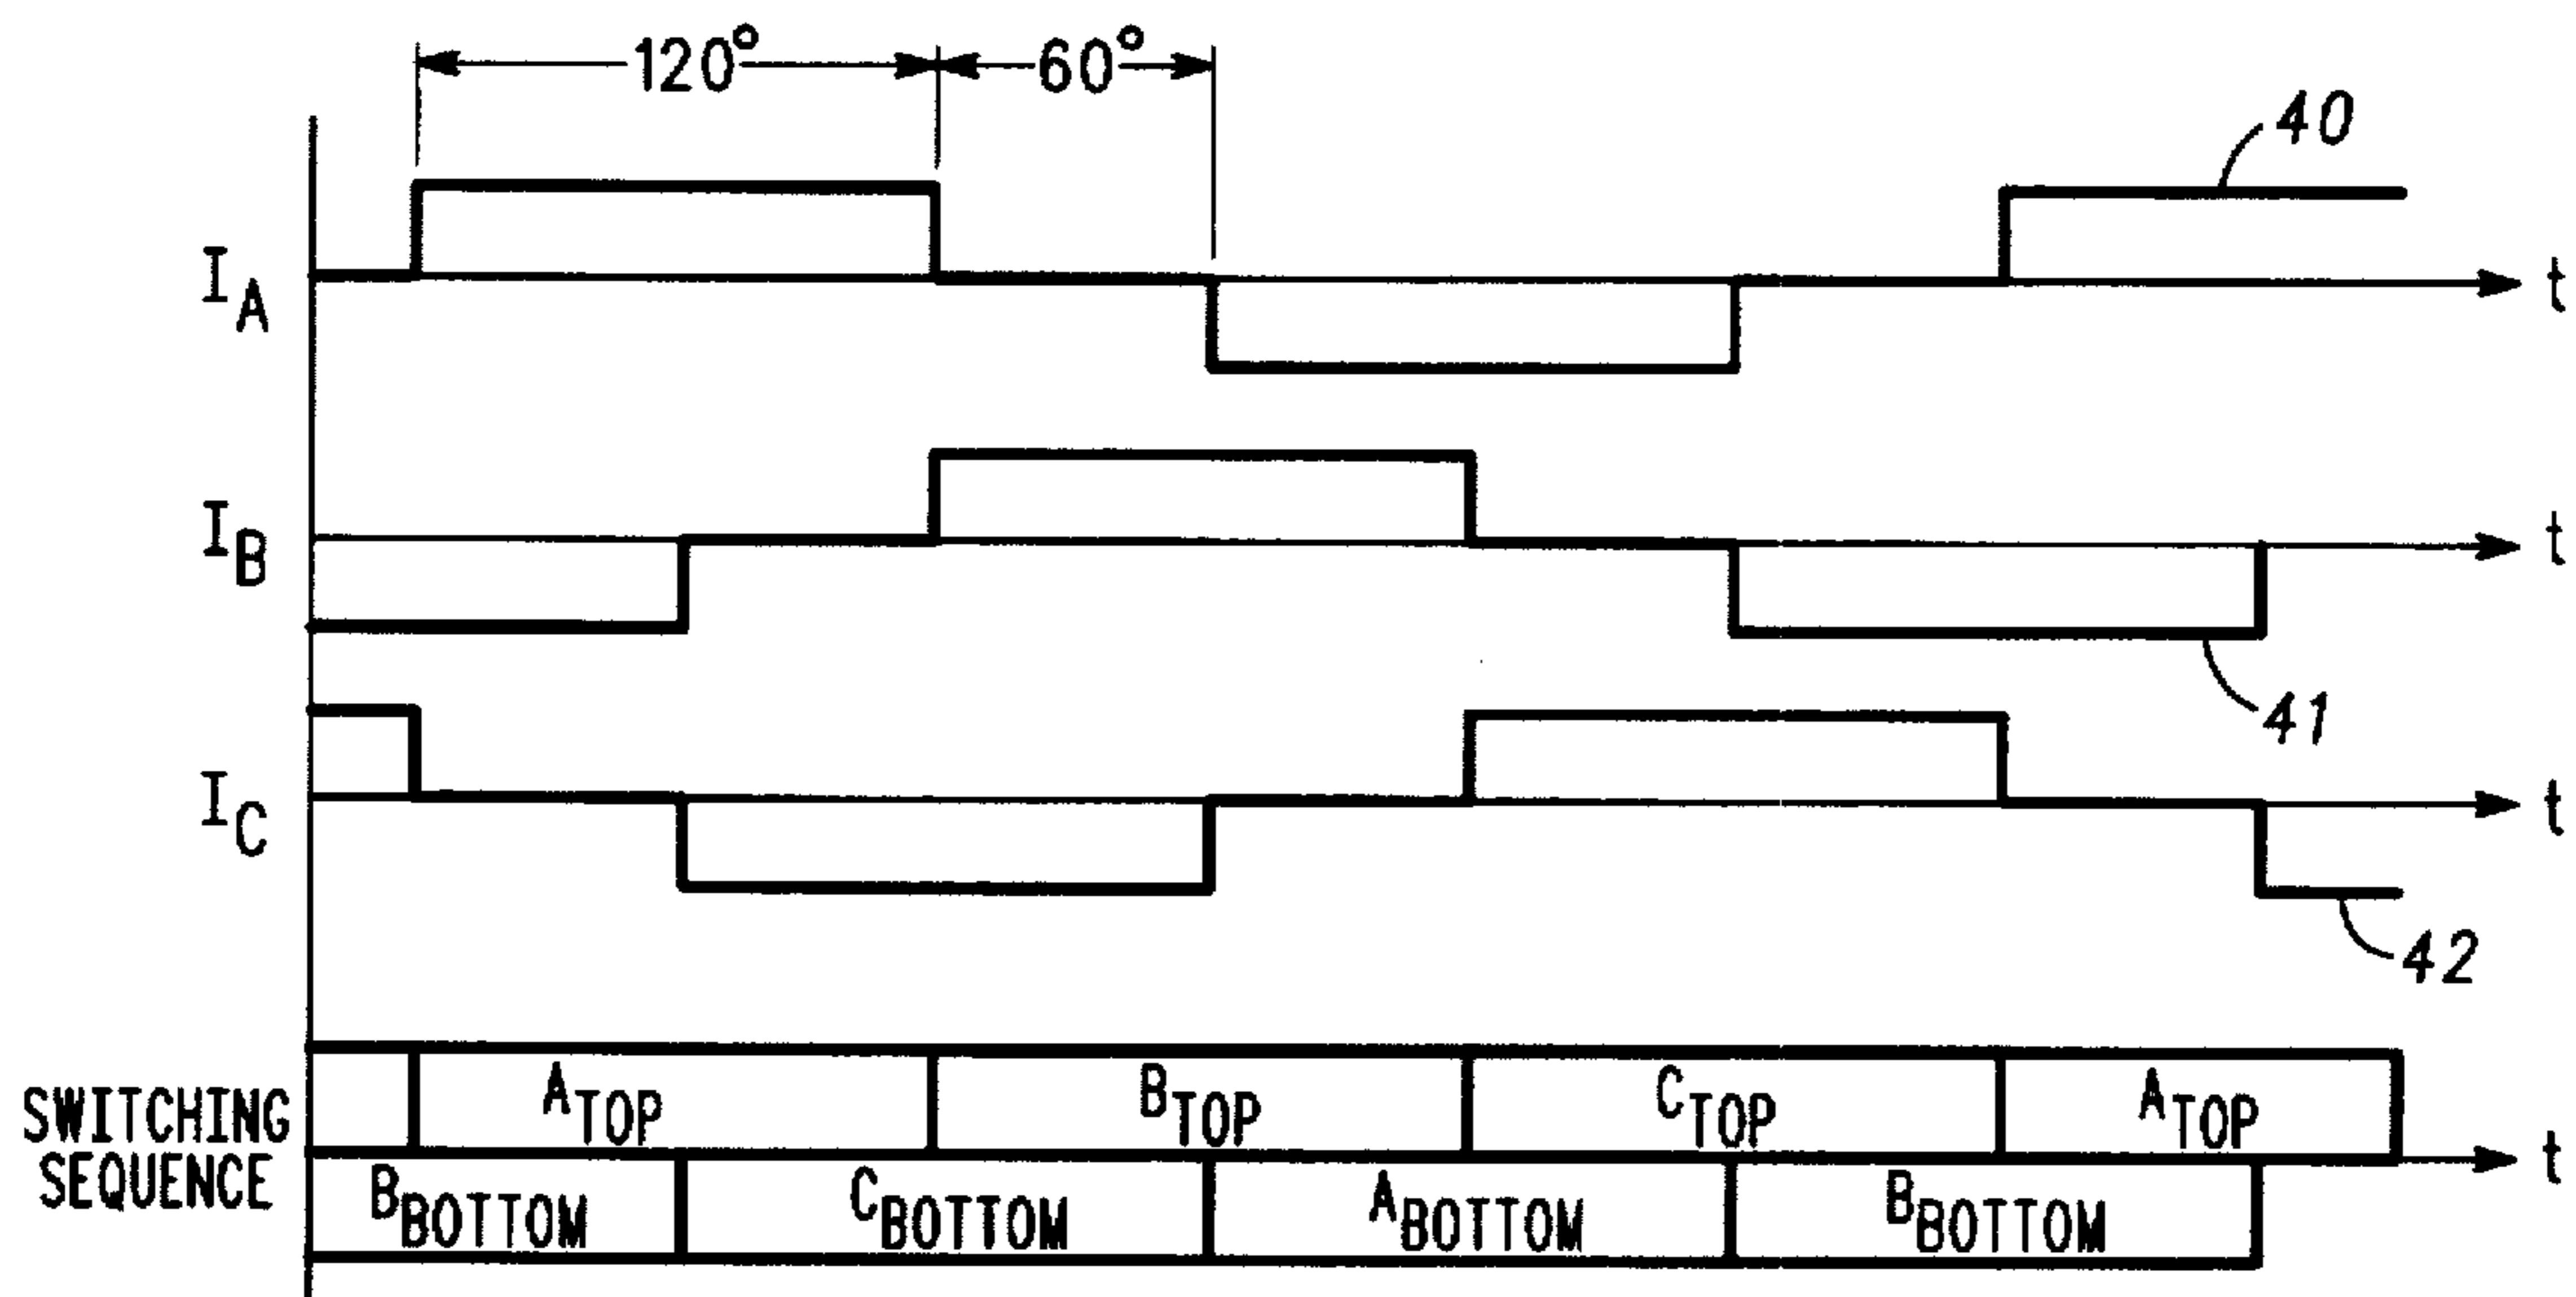 120° 60°
40
I_A t
I_B t
41
I_C t
42
A_TOP B_TOP C_TOP A_TOP
SWITCHING SEQUENCE t
B_BOTTOM C_BOTTOM A_BOTTOM B_BOTTOM